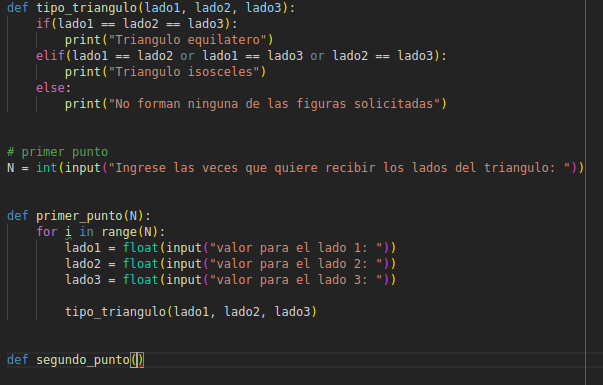 def tipo_triangulo(lado1, lado2, lado3):
    if(lado1 == lado2 == lado3):
        print("Triangulo equilatero")
    elif(lado1 == lado2 or lado1 == lado3 or lado2 == lado3):
        print("Triangulo isosceles")
    else:
        print("No forman ninguna de las figuras solicitadas")
# primer punto
N = int(input("Ingrese las veces que quiere recibir los lados del triangulo: "))
def primer_punto(N):
    for i in range(N):
        lado1 = float(input("valor para el lado 1: "))
        lado2 = float(input("valor para el lado 2: "))
        lado3 = float(input("valor para el lado 3: "))
        tipo_triangulo(lado1, lado2, lado3)
def segundo_punto()